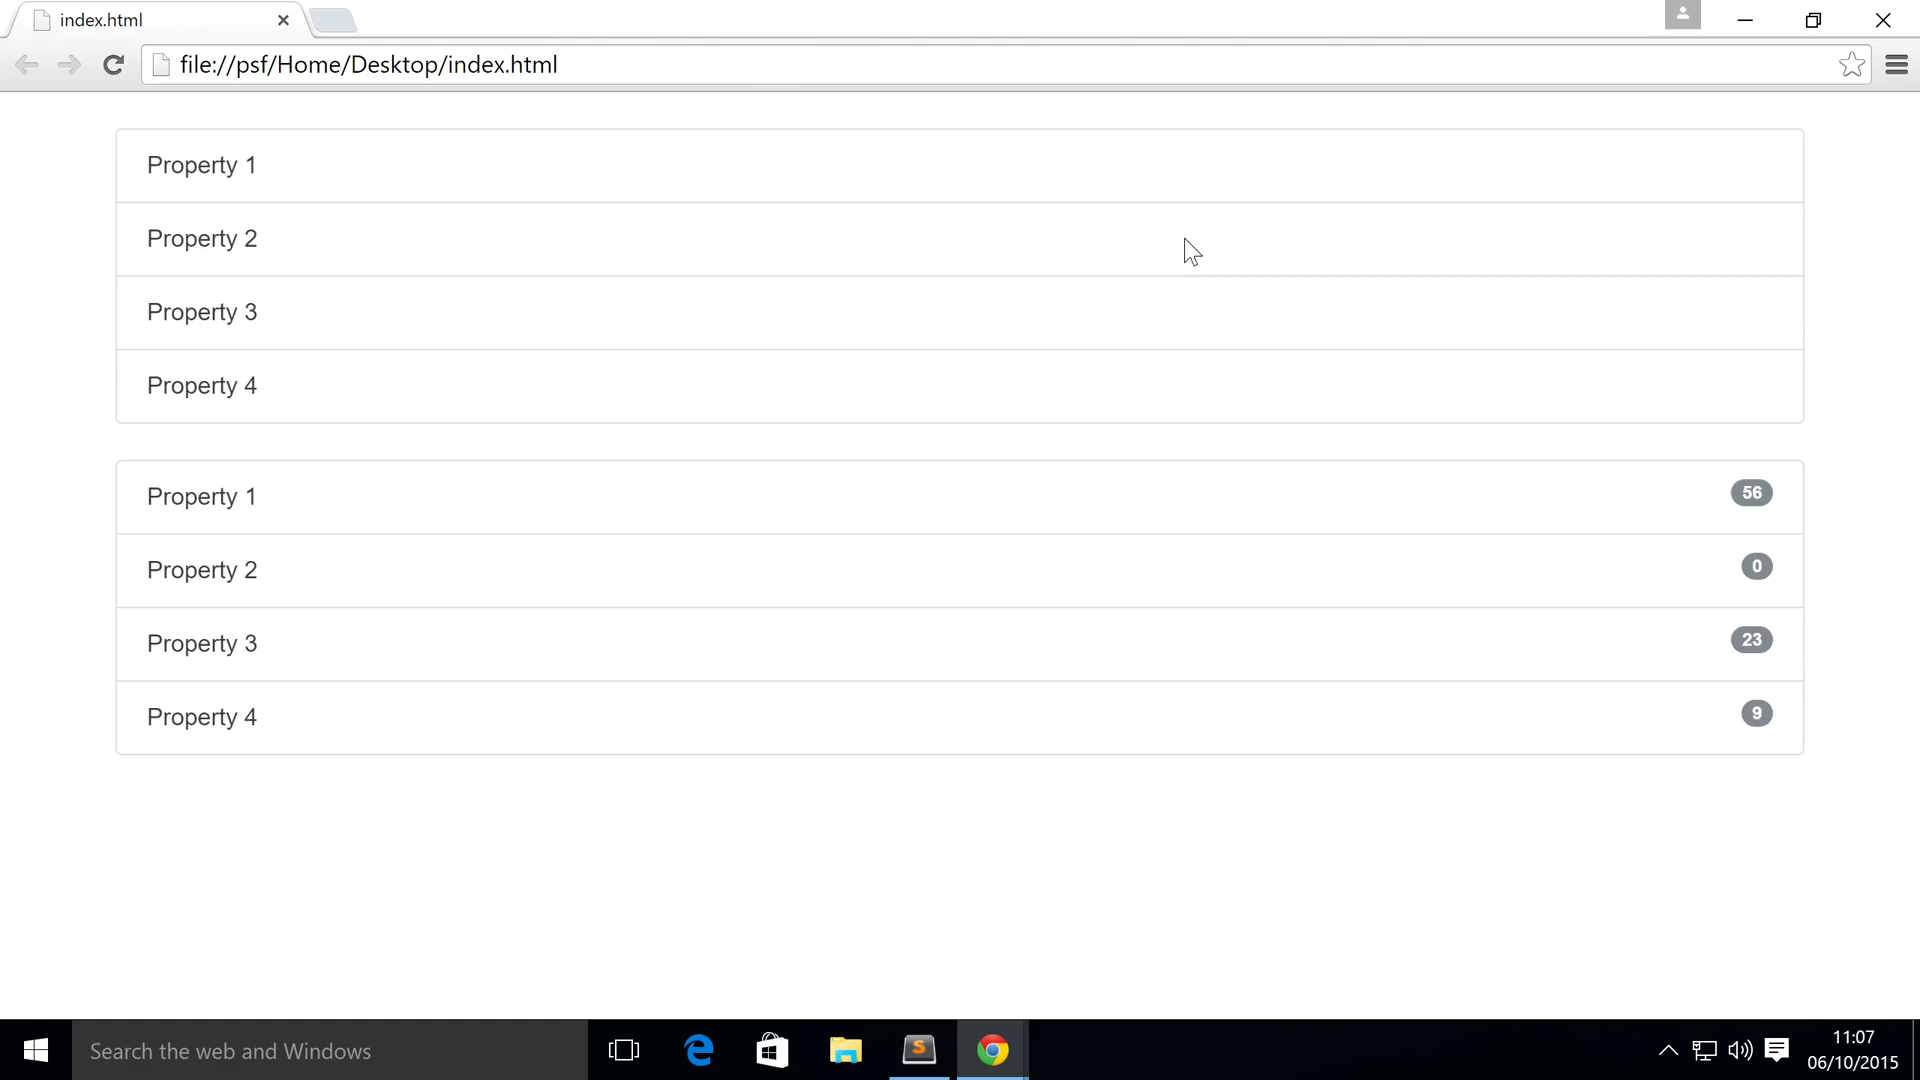 index.html
file://psf/Home/Desktop/index.html
Property 1
Property 2
Property 3
Property 4
Property 1 56
Property 2 0
Property 3 23
Property 4 9
Search the web and Windows
S
11:07
06/10/2015